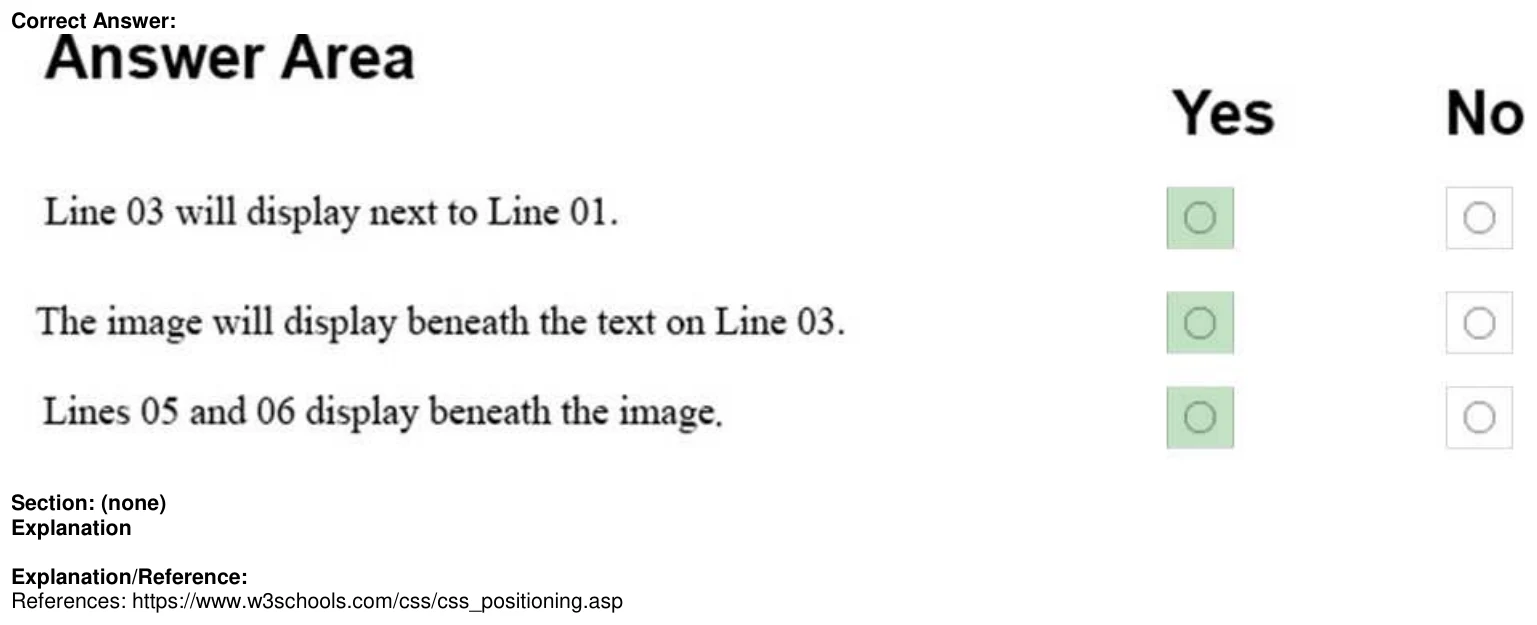 Correct Answer:
Answer Area
Yes No
Line 03 will display next to Line 01.
The image will display beneath the text on Line 03.
Lines 05 and 06 display beneath the image.
Section: (none)
Explanation
Explanation/Reference:
References: https://www.w3schools.com/css/css_positioning.asp